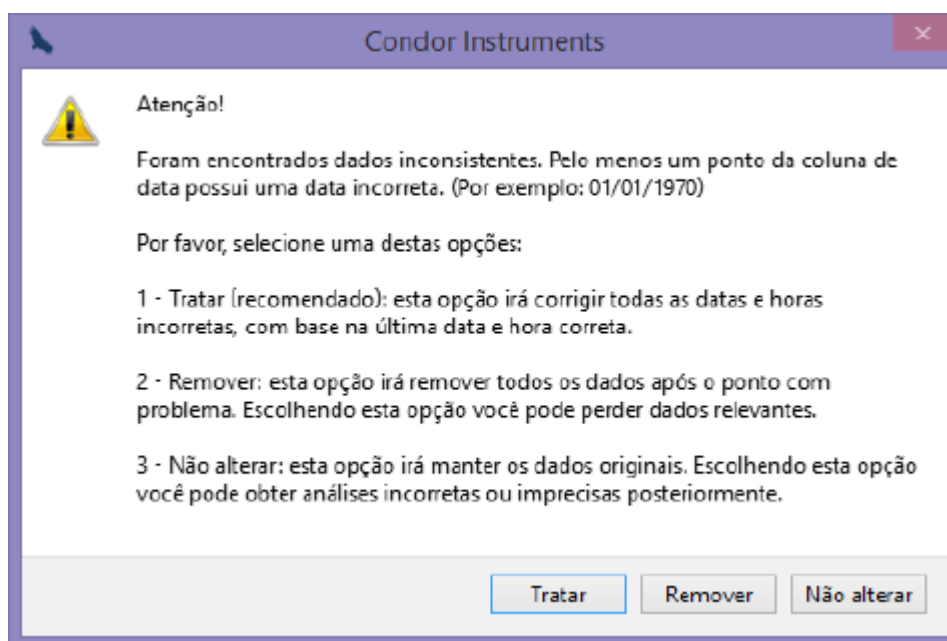 Condor Instruments
Atenção!
Foram encontrados dados inconsistentes. Pelo menos um ponto da coluna de
data possui uma data incorreta. (Por exemplo: 01/01/1970)
Por favor, selecione uma destas opções:
1 - Tratar (recomendado): esta opção irá corrigir todas as datas e horas
incorretas, com base na última data e hora correta.
2 - Remover: esta opção irá remover todos os dados após o ponto com
problema. Escolhendo esta opção você pode perder dados relevantes.
3 - Não alterar: esta opção irá manter os dados originais. Escolhendo esta opção
você pode obter análises incorretas ou imprecisas posteriormente.
Tratar Remover Não alterar